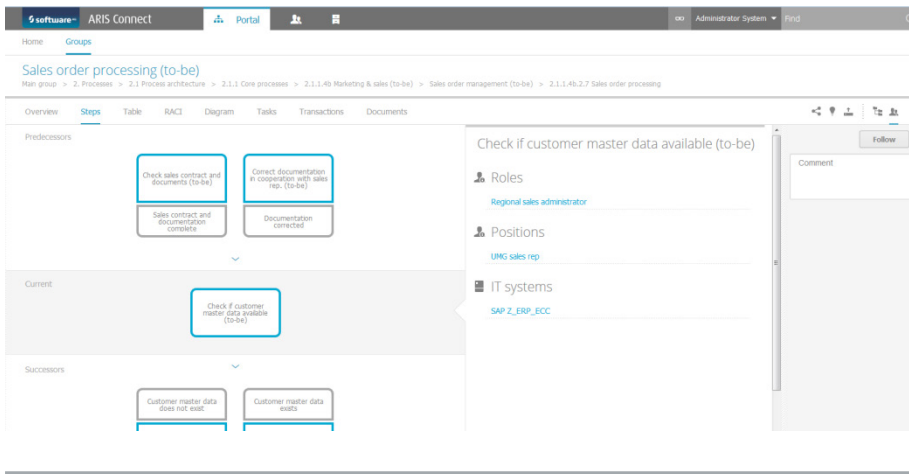 software AG ARIS Connect Portal Administrator System Find
Home Groups
Sales order processing (to-be)
Main group > 2. Processes > 2.1 Process architecture > 2.1.1 Core processes > 2.1.1.4b Marketing & sales (to-be) > Sales order management (to-be) > 2.1.1.4b.2.7 Sales order processing
Overview Steps Table RACI Diagram Tasks Transactions Documents
Predecessors
Check sales contract and
documents (to-be)
Sales contract and
documentation
complete
Correct documentation
in cooperation with sales
rep. (to-be)
Documentation
corrected
Current
Check if customer
master data available
(to-be)
Successors
Customer master data
does not exist
Customer master data
exists
Check if customer master data available (to-be)
Roles
Regional sales administrator
Positions
UMG sales rep
IT systems
SAP Z_ERP_ECC
Follow
Comment